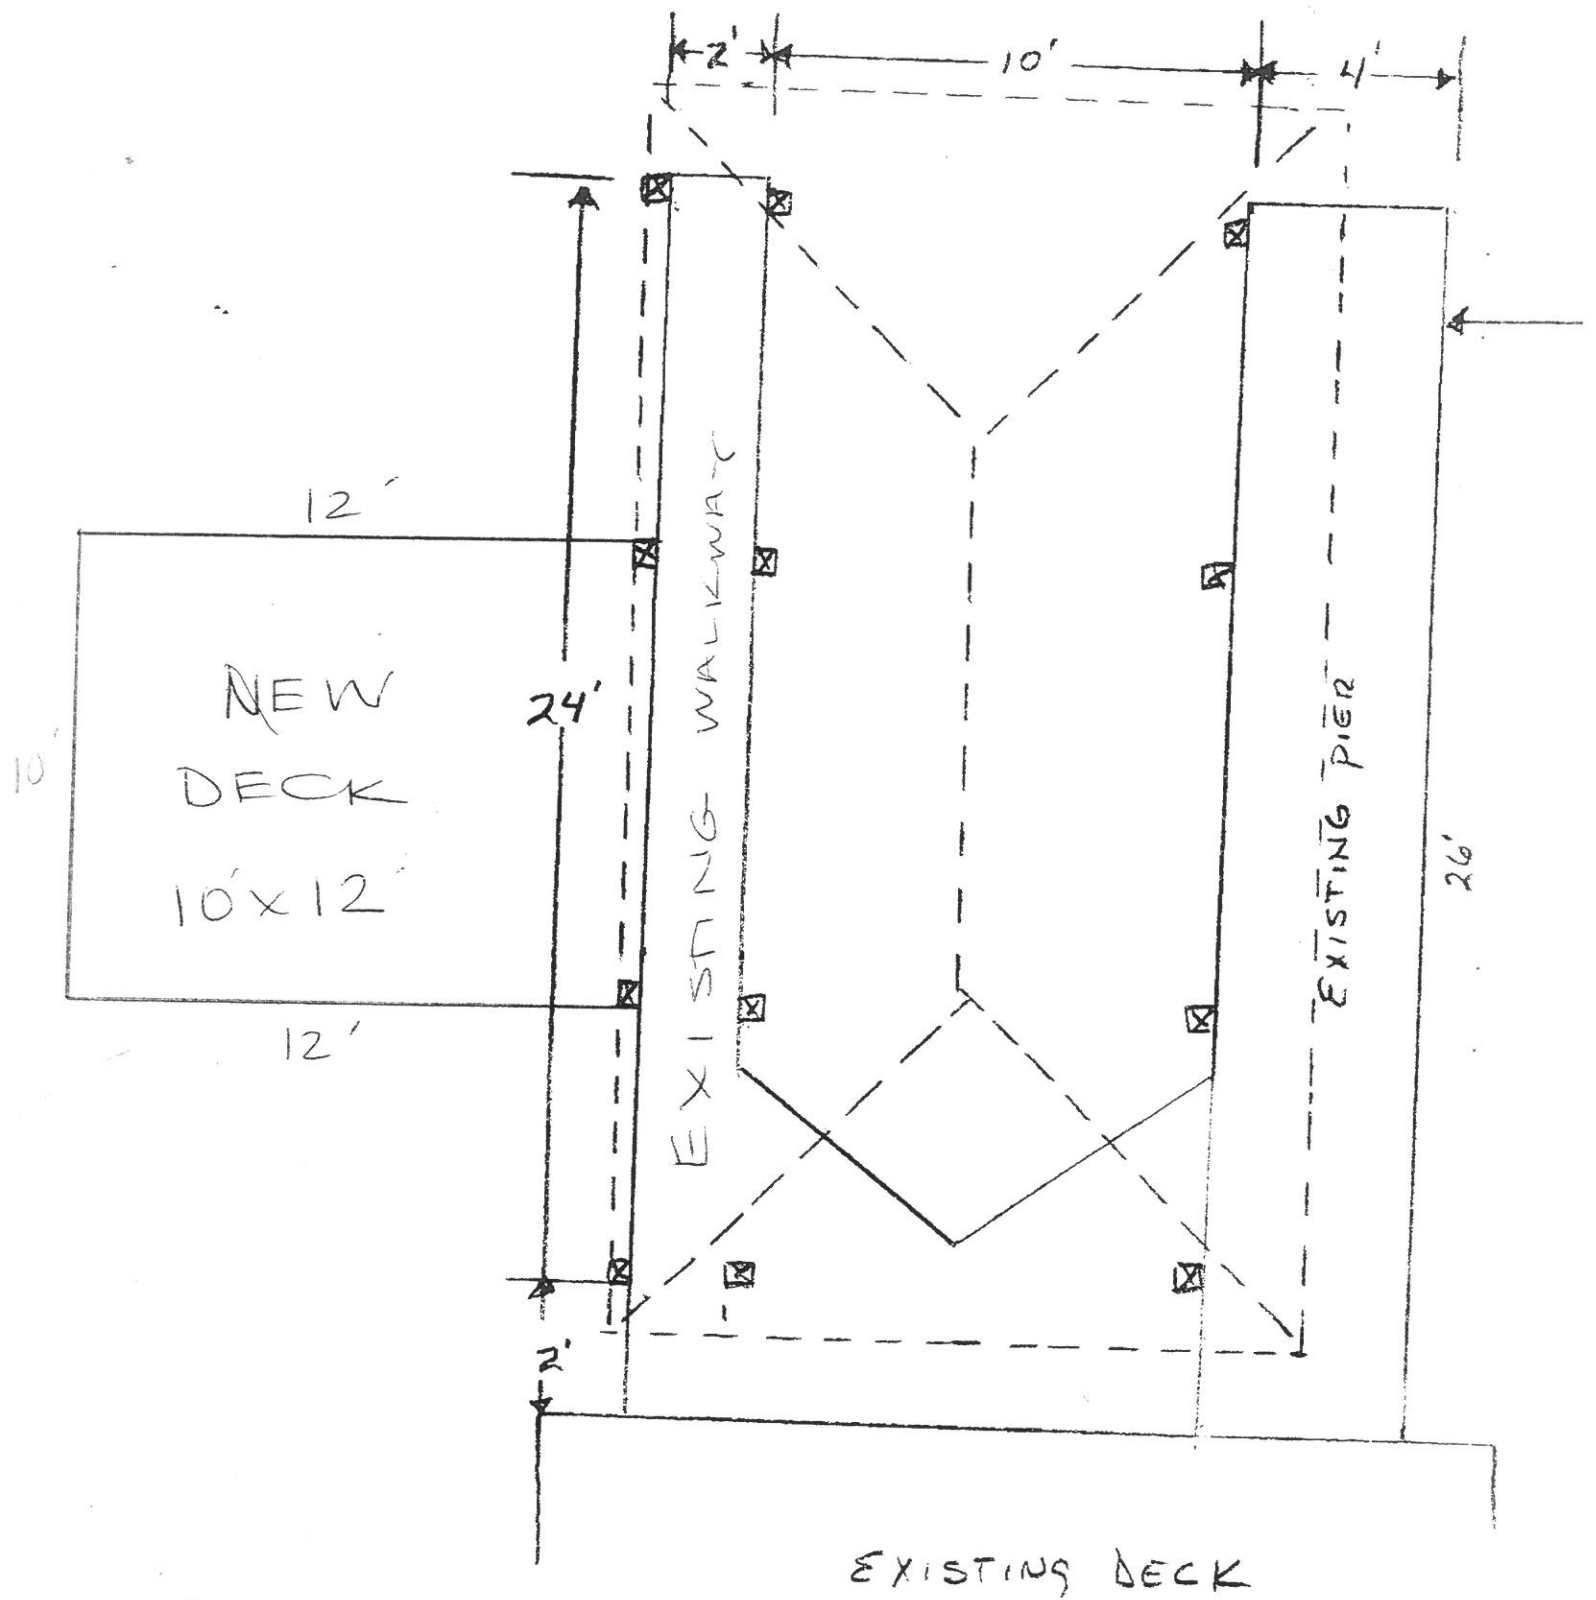 2' 10' 4'
12'
NEW
DECK
10'x12'
10'
12'
24'
EXISTING WALKWAY
EXISTING PIER
26'
2'
EXISTING DECK